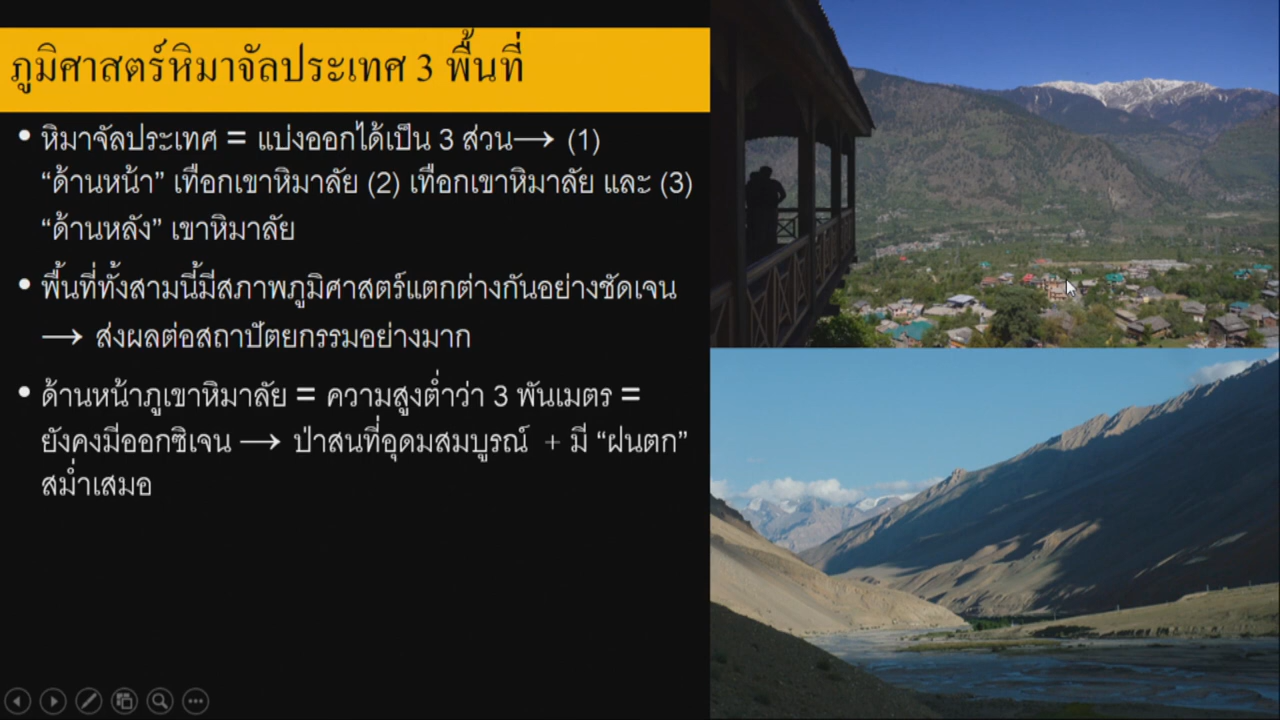 ภูมิศาสตร์หิมาจัลประเทศ 3 พื้นที่
• หิมาจัลประเทศ = แบ่งออกได้เป็น 3 ส่วน→ (1)
“ด้านหน้า” เทือกเขาหิมาลัย (2) เทือกเขาหิมาลัย และ (3)
“ด้านหลัง” เขาหิมาลัย
• พื้นที่ทั้งสามนี้มีสภาพภูมิศาสตร์แตกต่างกันอย่างชัดเจน
→ ส่งผลต่อสถาปัตยกรรมอย่างมาก
• ด้านหน้าภูเขาหิมาลัย = ความสูงต่ำว่า 3 พันเมตร =
ยังคงมีออกซิเจน → ป่าสนที่อุดมสมบูรณ์ + มี “ฝนตก”
สม่ำเสมอ